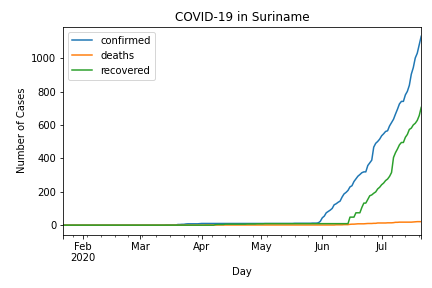 COVID-19 in Suriname
confirmed
deaths
recovered
1000
800
600
400
200
0
Number of Cases
Feb
2020
Mar
Apr
May
Jun
Jul
Day